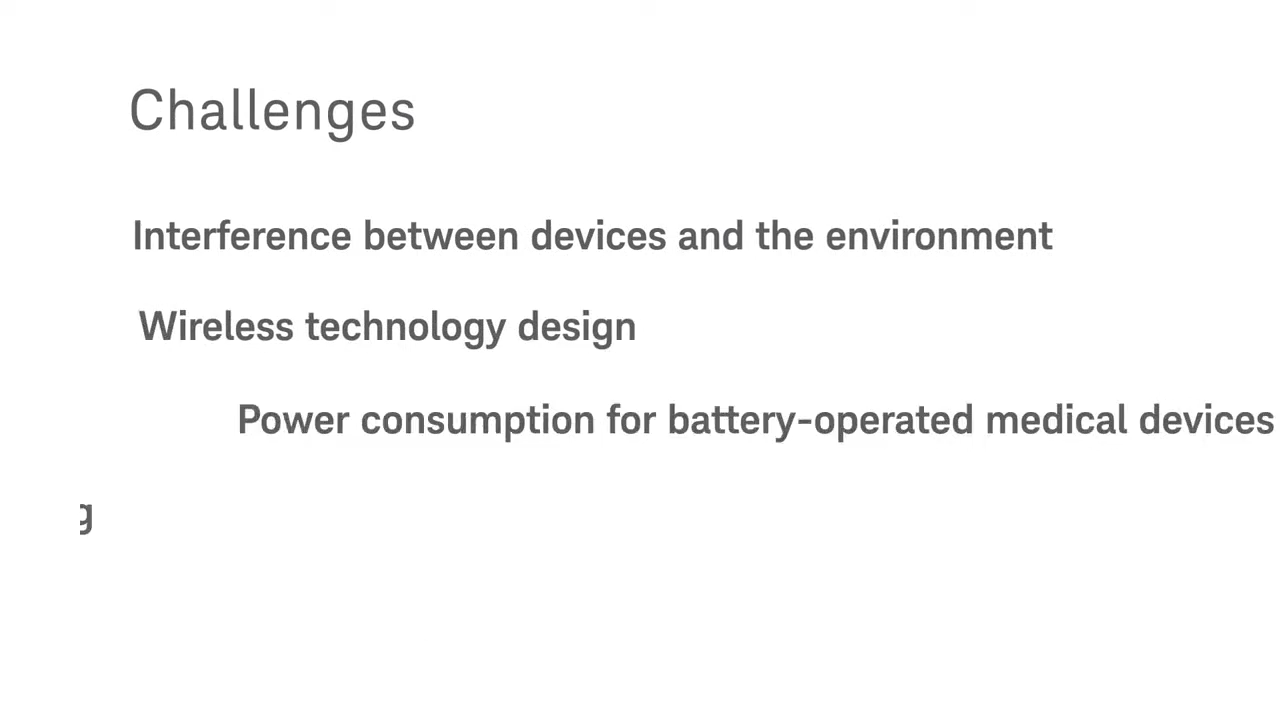 Challenges
Interference between devices and the environment
Wireless technology design
Power consumption for battery-operated medical devices
g